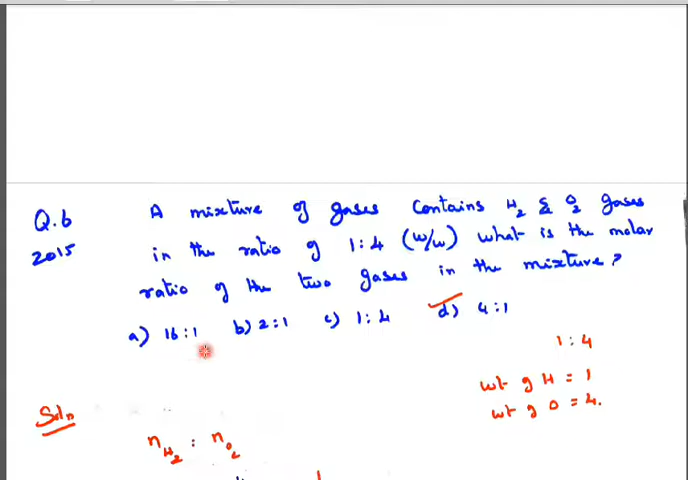 Q.6 A mixture of gases contains H2 & O2 gases
2015 in the ratio of 1:4 (w/w) what is the molar
ratio of the two gases in the mixture?
a) 16:1 b) 2:1 c) 1:4 d) 4:1
1:4
wt of H = 1
wt of O = 4.
Soln
nH2 : nO2